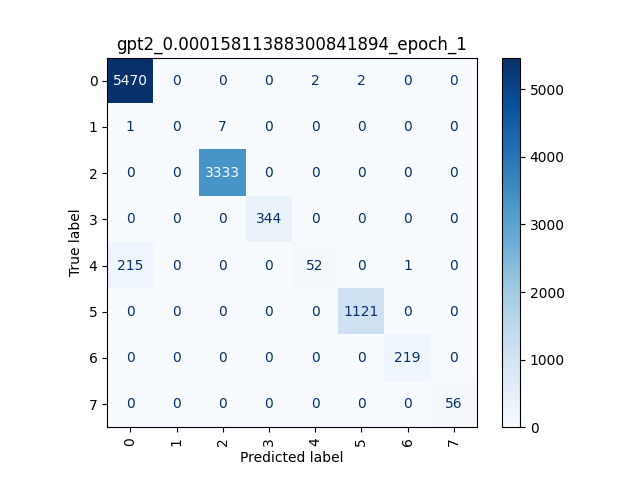 gpt2_0.00015811388300841894_epoch_1
0 5470 0 0 0 2 2 0 0
1 1 0 7 0 0 0 0 0
2 0 0 3333 0 0 0 0 0
3 0 0 0 344 0 0 0 0
4 215 0 0 0 52 0 1 0
5 0 0 0 0 0 1121 0 0
6 0 0 0 0 0 0 219 0
7 0 0 0 0 0 0 0 56
0 1 2 3 4 5 6 7
True label
Predicted label
5000
4000
3000
2000
1000
0